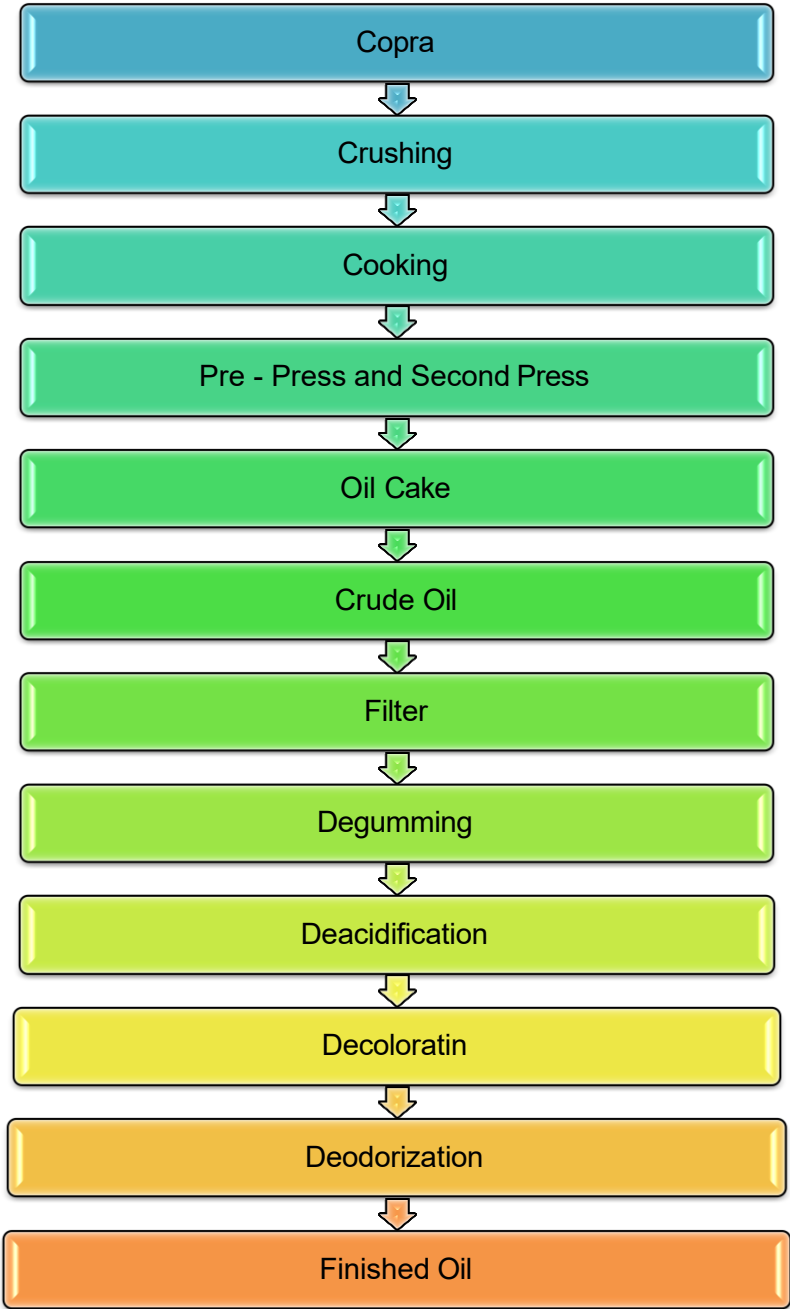 Copra
Crushing
Cooking
Pre - Press and Second Press
Oil Cake
Crude Oil
Filter
Degumming
Deacidification
Decoloratin
Deodorization
Finished Oil